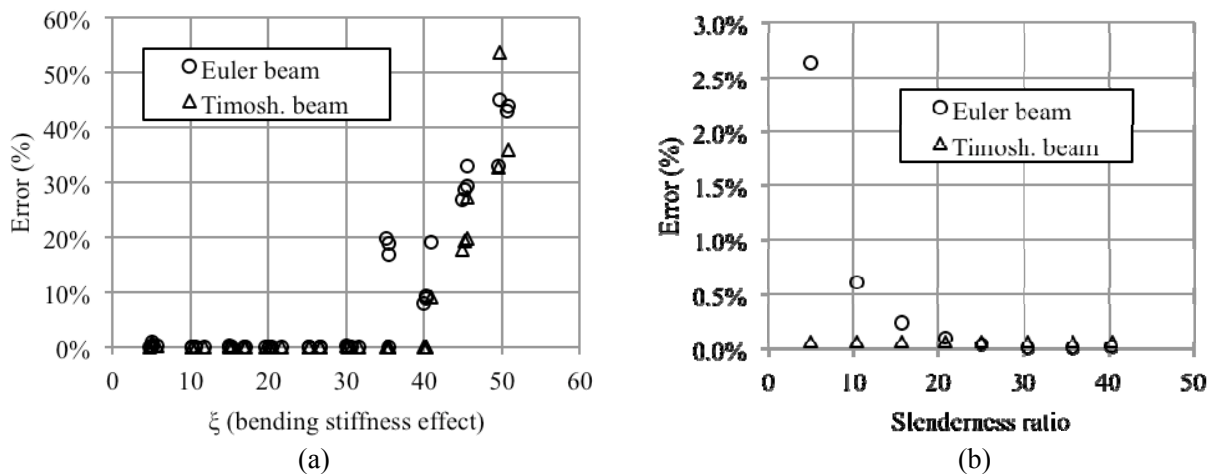 60%
50%
40%
30%
20%
10%
0%
Error (%)
Euler beam
Timosh. beam
0 10 20 30 40 50 60
ξ (bending stiffness effect)
(a)
3.0%
2.5%
2.0%
1.5%
1.0%
0.5%
0.0%
Error (%)
Euler beam
Timosh. beam
0 10 20 30 40 50
Slenderness ratio
(b)